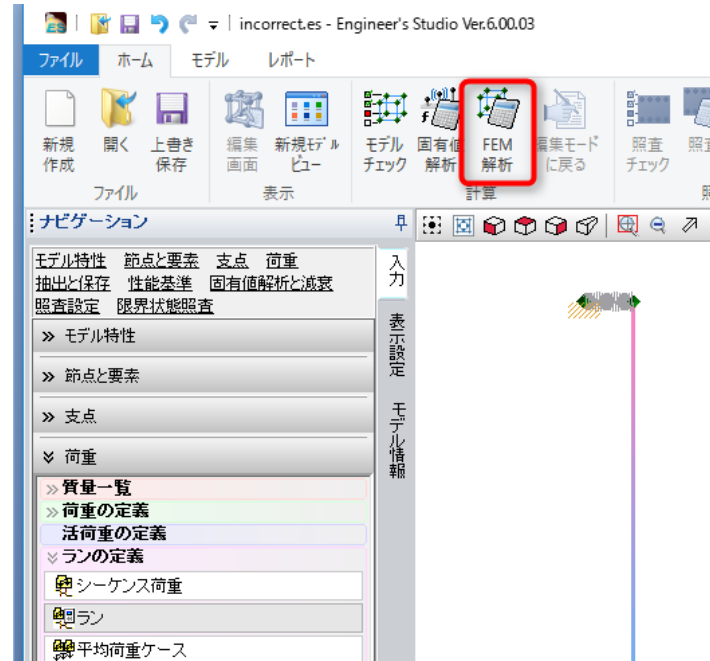 incorrect.es - Engineer's Studio Ver.6.00.03
ファイル ホーム モデル レポート
新規作成 開く 上書き保存 編集画面 新規モデルビュー モデルチェック 固有値解析 FEM解析 編集モードに戻る 照査チェック
ファイル 表示 計算
ナビゲーション
モデル特性 節点と要素 支点 荷重
抽出と保存 性能基準 固有値解析と減衰
照査設定 限界状態照査
入力
表示設定
モデル情報
モデル特性
節点と要素
支点
荷重
質量一覧
荷重の定義
活荷重の定義
ランの定義
シーケンス荷重
ラン
平均荷重ケース